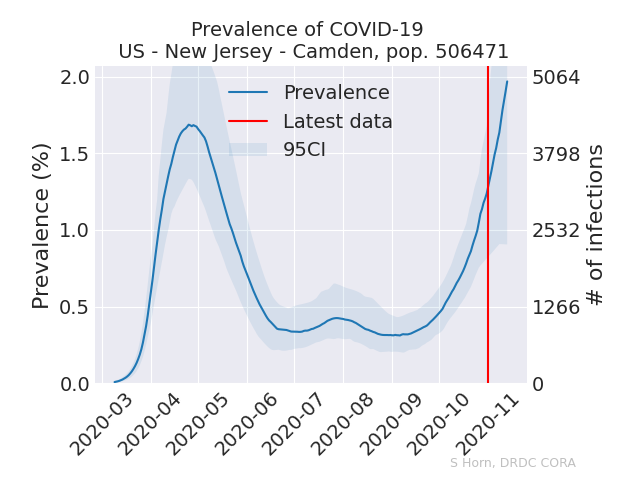 Prevalence of COVID-19
US - New Jersey - Camden, pop. 506471
Prevalence (%)
2.0
1.5
1.0
0.5
0.0
Prevalence
Latest data
95CI
5064
3798
2532
1266
0
# of infections
2020-03
2020-04
2020-05
2020-06
2020-07
2020-08
2020-09
2020-10
2020-11
S Horn, DRDC CORA